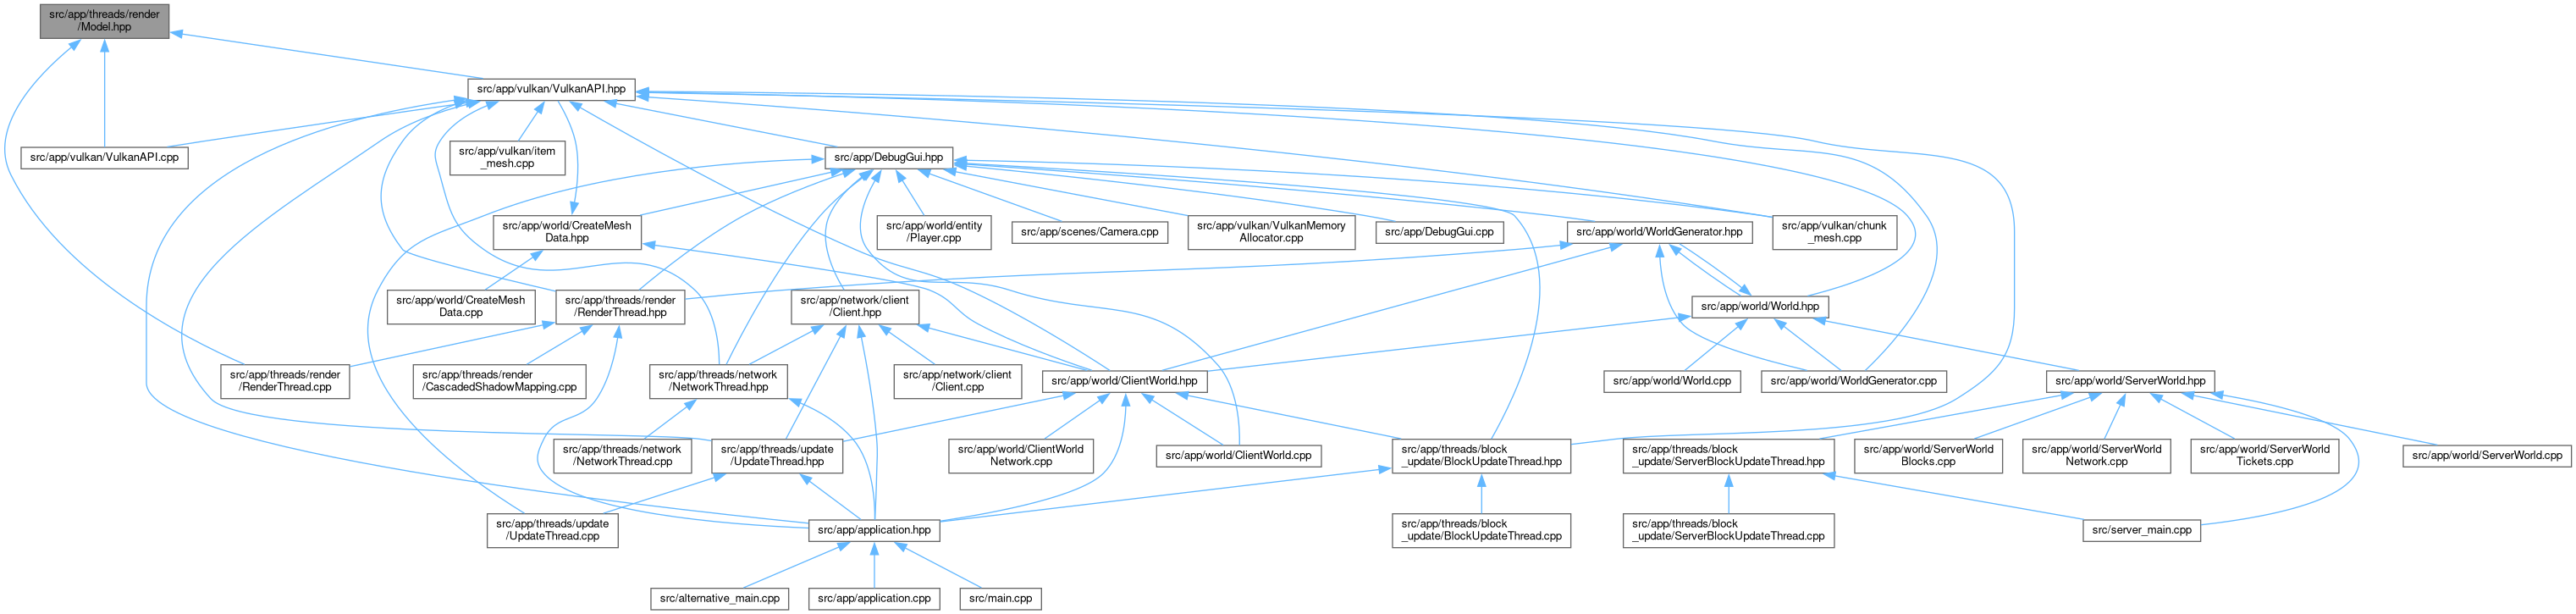 src/app/threads/render
/Model.hpp
src/app/vulkan/VulkanAPI.hpp
src/app/vulkan/VulkanAPI.cpp
src/app/vulkan/item
_mesh.cpp
src/app/DebugGui.hpp
src/app/world/CreateMesh
Data.hpp
src/app/world/entity
/Player.cpp
src/app/scenes/Camera.cpp
src/app/vulkan/VulkanMemory
Allocator.cpp
src/app/DebugGui.cpp
src/app/world/WorldGenerator.hpp
src/app/vulkan/chunk
_mesh.cpp
src/app/world/CreateMesh
Data.cpp
src/app/threads/render
/RenderThread.hpp
src/app/network/client
/Client.hpp
src/app/world/World.hpp
src/app/threads/render
/RenderThread.cpp
src/app/threads/render
/CascadedShadowMapping.cpp
src/app/threads/network
/NetworkThread.hpp
src/app/network/client
/Client.cpp
src/app/world/ClientWorld.hpp
src/app/world/World.cpp
src/app/world/WorldGenerator.cpp
src/app/world/ServerWorld.hpp
src/app/threads/network
/NetworkThread.cpp
src/app/threads/update
/UpdateThread.hpp
src/app/world/ClientWorld
Network.cpp
src/app/world/ClientWorld.cpp
src/app/threads/block
_update/BlockUpdateThread.hpp
src/app/threads/block
_update/ServerBlockUpdateThread.hpp
src/app/world/ServerWorld
Blocks.cpp
src/app/world/ServerWorld
Network.cpp
src/app/world/ServerWorld
Tickets.cpp
src/app/world/ServerWorld.cpp
src/app/threads/update
/UpdateThread.cpp
src/app/application.hpp
src/app/threads/block
_update/BlockUpdateThread.cpp
src/app/threads/block
_update/ServerBlockUpdateThread.cpp
src/server_main.cpp
src/alternative_main.cpp
src/app/application.cpp
src/main.cpp